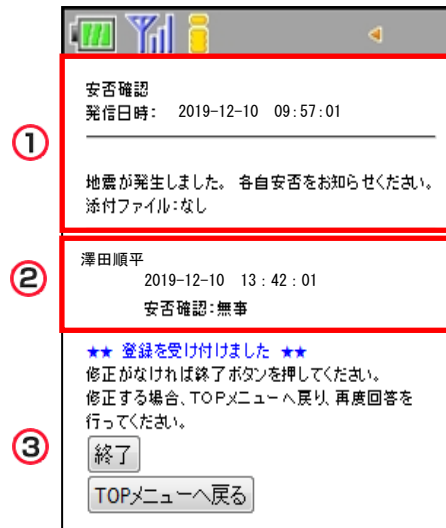 ①
安否確認
発信日時： 2019-12-10 09:57:01
地震が発生しました。 各自安否をお知らせください。
添付ファイル：なし
②
澤田順平
2019-12-10 13：42：01
安否確認：無事
③
★★ 登録を受け付けました ★★
修正がなければ終了ボタンを押してください。
修正する場合、TOPメニューへ戻り、再度回答を
行ってください。
終了
TOPメニューへ戻る